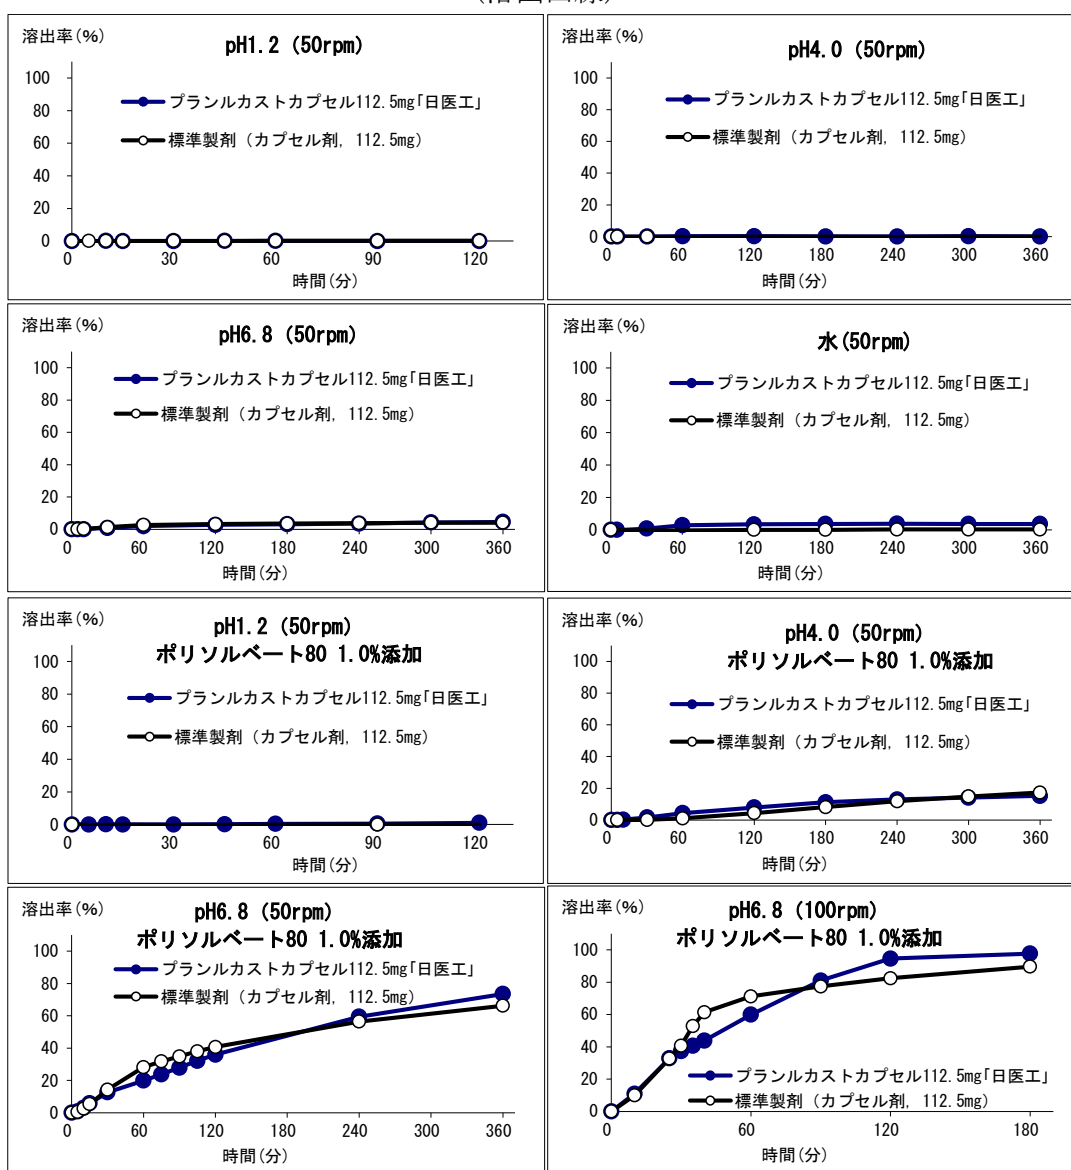 溶出率(%)
pH1.2 (50rpm)
100
80
60
40
20
0
プランルカストカプセル112.5mg「日医工」
標準製剤（カプセル剤, 112.5mg）
0 30 60 90 120
時間(分)
溶出率(%)
pH4.0 (50rpm)
100
80
60
40
20
0
プランルカストカプセル112.5mg「日医工」
標準製剤（カプセル剤, 112.5mg）
0 60 120 180 240 300 360
時間(分)
溶出率(%)
pH6.8 (50rpm)
100
80
60
40
20
0
プランルカストカプセル112.5mg「日医工」
標準製剤（カプセル剤, 112.5mg）
0 60 120 180 240 300 360
時間(分)
溶出率(%)
水(50rpm)
100
80
60
40
20
0
プランルカストカプセル112.5mg「日医工」
標準製剤（カプセル剤, 112.5mg）
0 60 120 180 240 300 360
時間(分)
溶出率(%)
pH1.2 (50rpm)
ポリソルベート80 1.0%添加
100
80
60
40
20
0
プランルカストカプセル112.5mg「日医工」
標準製剤（カプセル剤, 112.5mg）
0 30 60 90 120
時間(分)
溶出率(%)
pH4.0 (50rpm)
ポリソルベート80 1.0%添加
100
80
60
40
20
0
プランルカストカプセル112.5mg「日医工」
標準製剤（カプセル剤, 112.5mg）
0 60 120 180 240 300 360
時間(分)
溶出率(%)
pH6.8 (50rpm)
ポリソルベート80 1.0%添加
100
80
60
40
20
0
プランルカストカプセル112.5mg「日医工」
標準製剤（カプセル剤, 112.5mg）
0 60 120 180 240 300 360
時間(分)
溶出率(%)
pH6.8 (100rpm)
ポリソルベート80 1.0%添加
100
80
60
40
20
0
プランルカストカプセル112.5mg「日医工」
標準製剤（カプセル剤, 112.5mg）
0 60 120 180
時間(分)